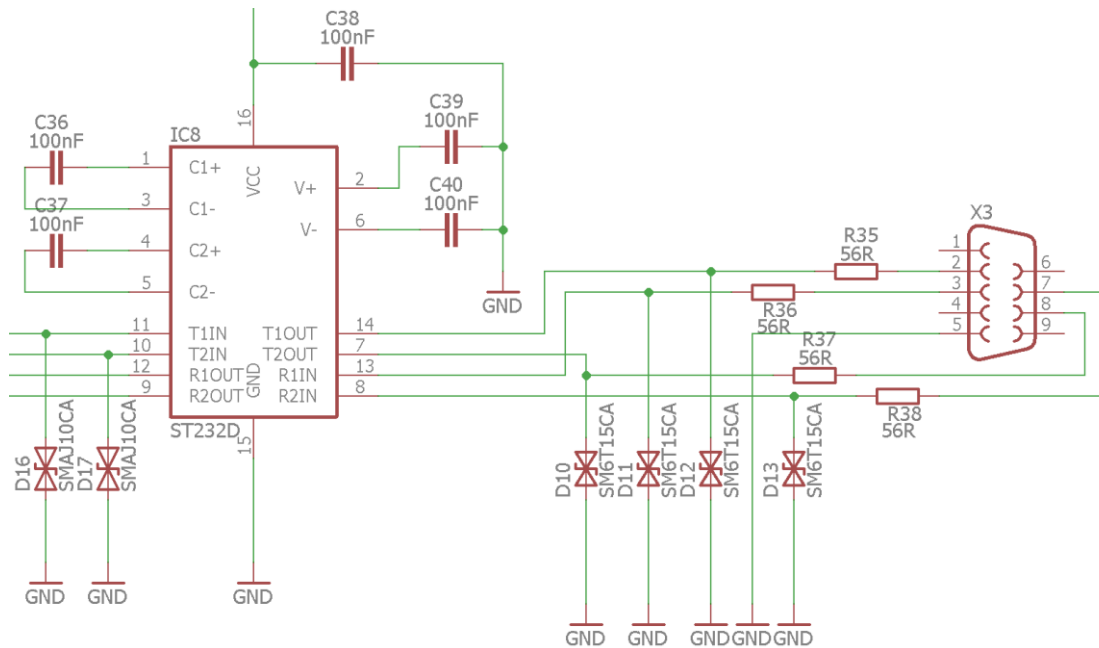 C38
100nF
C39
100nF
C40
100nF
C36
100nF
C37
100nF
IC8
16
VCC
1 C1+
3 C1-
4 C2+
5 C2-
V+ 2
V- 6
GND
11 T1IN
10 T2IN
12 R1OUT
9 R2OUT
GND
T1OUT 14
T2OUT 7
R1IN 13
R2IN 8
ST232D
15
D16
SMAJ10CA
D17
SMAJ10CA
GND
GND
GND
X3
1
2
3
4
5
6
7
8
9
R35
56R
R36
56R
R37
56R
R38
56R
D10
SM6T15CA
D11
SM6T15CA
D12
SM6T15CA
D13
SM6T15CA
GND
GND
GND
GND
GND